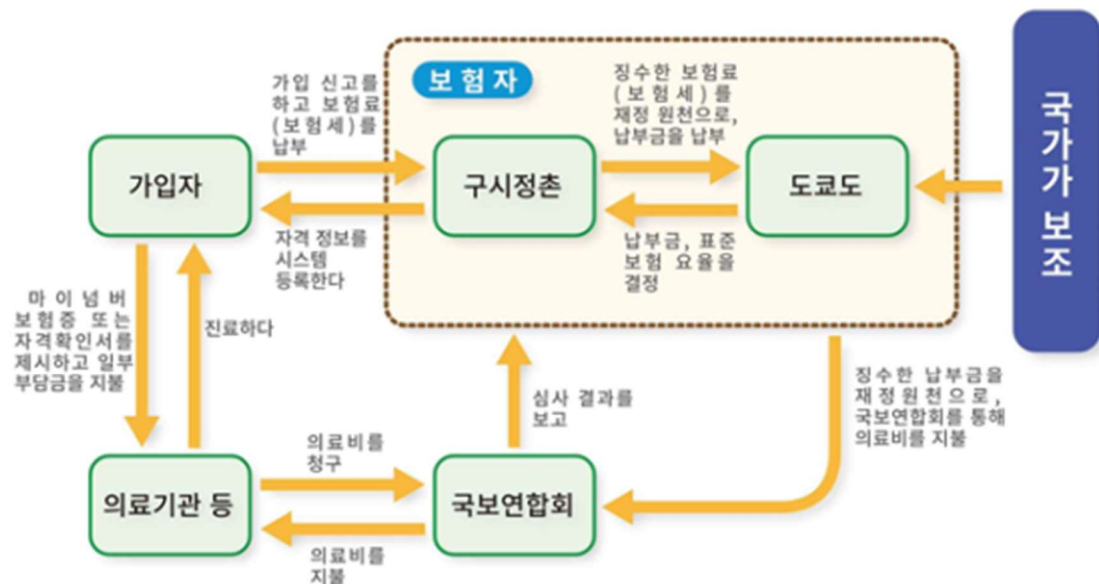 보험자
가입 신고를
하고 보험료
(보험세)를
납부
징수한 보험료
(보험세)를
재정 원천으로,
납부금을 납부
국가가 보조
가입자
구시정촌
도쿄도
자격 정보를
시스템
등록한다
납부금, 표준
보험 요율을
결정
마이넘버
보험증 또는
자격확인서를
제시하고 일부
부담금을 지불
진료하다
심사 결과를
보고
징수한 납부금을
재정원천으로,
국보연합회를 통해
의료비를 지불
의료비를
청구
의료기관 등
국보연합회
의료비를
지불